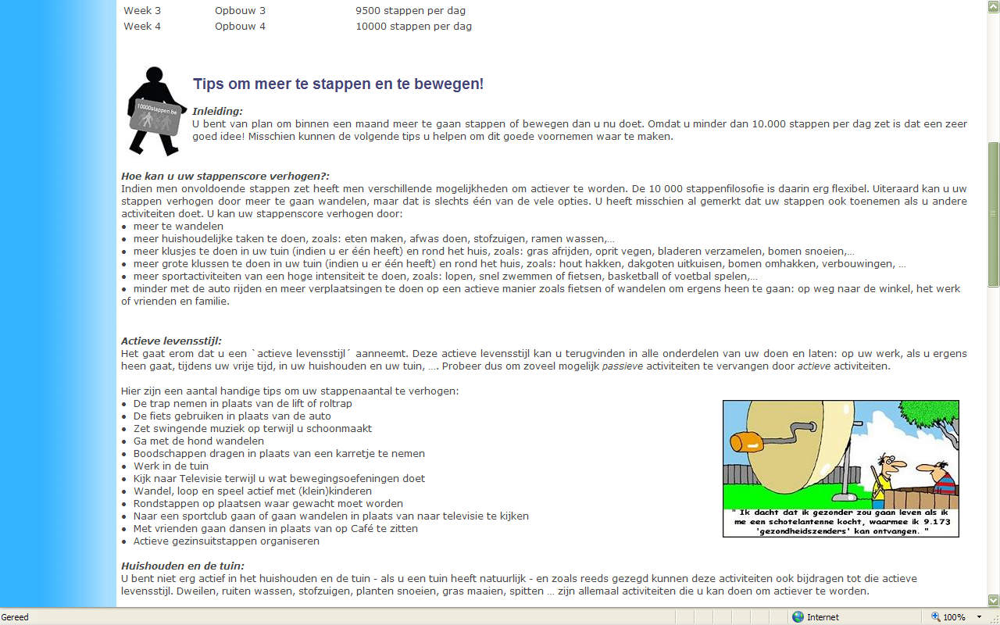 Week 3 Opbouw 3 9500 stappen per dag
Week 4 Opbouw 4 10000 stappen per dag
10000stappen.be
Tips om meer te stappen en te bewegen!
Inleiding:
U bent van plan om binnen een maand meer te gaan stappen of bewegen dan u nu doet. Omdat u minder dan 10.000 stappen per dag zet is dat een zeer
goed idee! Misschien kunnen de volgende tips u helpen om dit goede voornemen waar te maken.
Hoe kan u uw stappenscore verhogen?:
Indien men onvoldoende stappen zet heeft men verschillende mogelijkheden om actiever te worden. De 10 000 stappenfilosofie is daarin erg flexibel. Uiteraard kan u uw
stappen verhogen door meer te gaan wandelen, maar dat is slechts één van de vele opties. U heeft misschien al gemerkt dat uw stappen ook toenemen als u andere
activiteiten doet. U kan uw stappenscore verhogen door:
• meer te wandelen
• meer huishoudelijke taken te doen, zoals: eten maken, afwas doen, stofzuigen, ramen wassen,...
• meer klusjes te doen in uw tuin (indien u er één heeft) en rond het huis, zoals: gras afrijden, oprit vegen, bladeren verzamelen, bomen snoeien,...
• meer grote klussen te doen in uw tuin (indien u er één heeft) en rond het huis, zoals: hout hakken, dakgoten uitkuisen, bomen omhakken, verbouwingen, ...
• meer sportactiviteiten van een hoge intensiteit te doen, zoals: lopen, snel zwemmen of fietsen, basketball of voetbal spelen,...
• minder met de auto rijden en meer verplaatsingen te doen op een actieve manier zoals fietsen of wandelen om ergens heen te gaan: op weg naar de winkel, het werk
of vrienden en familie.
Actieve levensstijl:
Het gaat erom dat u een `actieve levensstijl´ aanneemt. Deze actieve levensstijl kan u terugvinden in alle onderdelen van uw doen en laten: op uw werk, als u ergens
heen gaat, tijdens uw vrije tijd, in uw huishouden en uw tuin, .... Probeer dus om zoveel mogelijk passieve activiteiten te vervangen door actieve activiteiten.
Hier zijn een aantal handige tips om uw stappenaantal te verhogen:
• De trap nemen in plaats van de lift of roltrap
• De fiets gebruiken in plaats van de auto
• Zet swingende muziek op terwijl u schoonmaakt
• Ga met de hond wandelen
• Boodschappen dragen in plaats van een karretje te nemen
• Werk in de tuin
• Kijk naar Televisie terwijl u wat bewegingsoefeningen doet
• Wandel, loop en speel actief met (klein)kinderen
• Rondstappen op plaatsen waar gewacht moet worden
• Naar een sportclub gaan of gaan wandelen in plaats van naar televisie te kijken
• Met vrienden gaan dansen in plaats van op Café te zitten
• Actieve gezinsuitstappen organiseren
" Ik dacht dat ik gezonder zou gaan leven als ik
me een schotelantenne kocht, waarmee ik 9.173
'gezondheidszenders' kan ontvangen. "
Huishouden en de tuin:
U bent niet erg actief in het huishouden en de tuin - als u een tuin heeft natuurlijk - en zoals reeds gezegd kunnen deze activiteiten ook bijdragen tot die actieve
levensstijl. Dweilen, ruiten wassen, stofzuigen, planten snoeien, gras maaien, spitten ... zijn allemaal activiteiten die u kan doen om actiever te worden.
Gereed Internet 100%